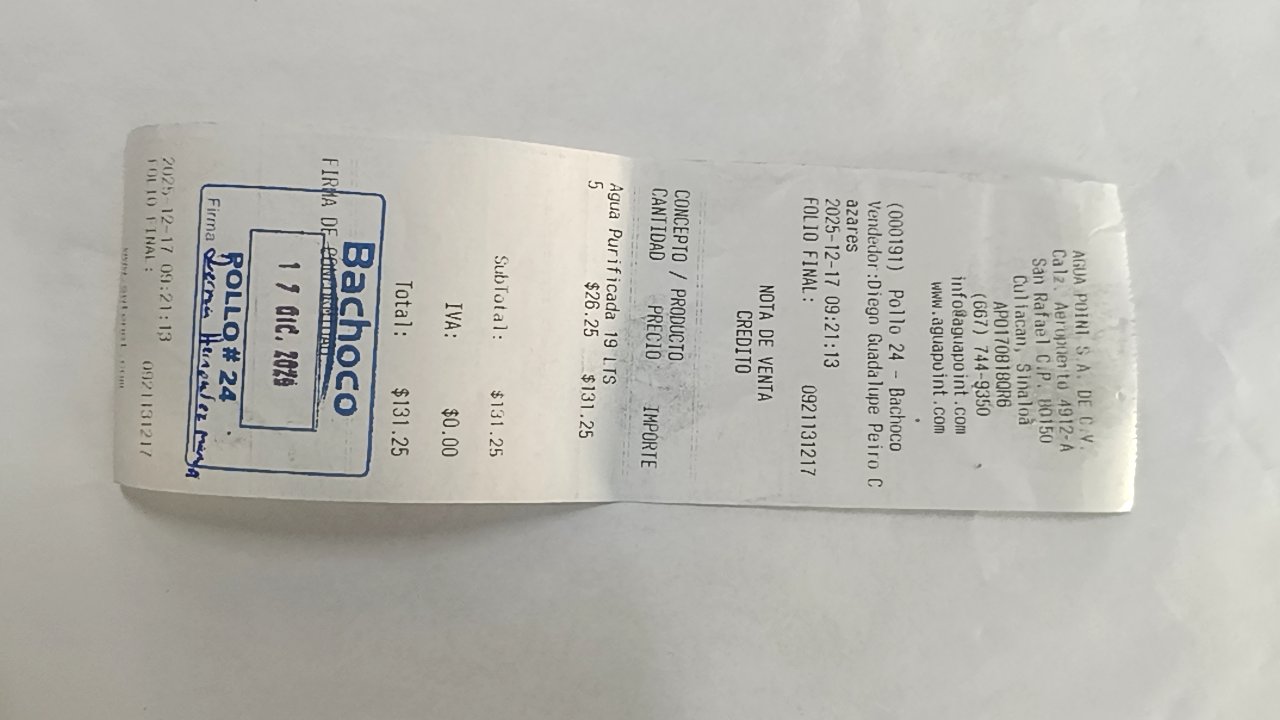 AGUA POINT S A. DE C.V.
Calz. Aeropuerto 4912-A
San Rafael C.P. 80150
Culiacan, Sinaloa
APO170818QR6
(667) 744-9350
info@aguapoint.com
www.aguapoint.com
(000191) Pollo 24 - Bachoco
Vendedor:Diego Guadalupe Peiro C
azares
2025-12-17 09:21:13
FOLIO FINAL: 0921131217
NOTA DE VENTA
CREDITO
CONCEPTO / PRODUCTO
CANTIDAD PRECIO IMPORTE
Agua Purificada 19 LTS
5 $26.25 $131.25
SubTotal: $131.25
IVA: $0.00
Total: $131.25
Bachoco
FIRMA DE CONFORMIDAD
17 DIC. 2025
POLLO # 24
Firma Hernandez
2025-12-17 09:21:13
FOLIO FINAL: 0921131217